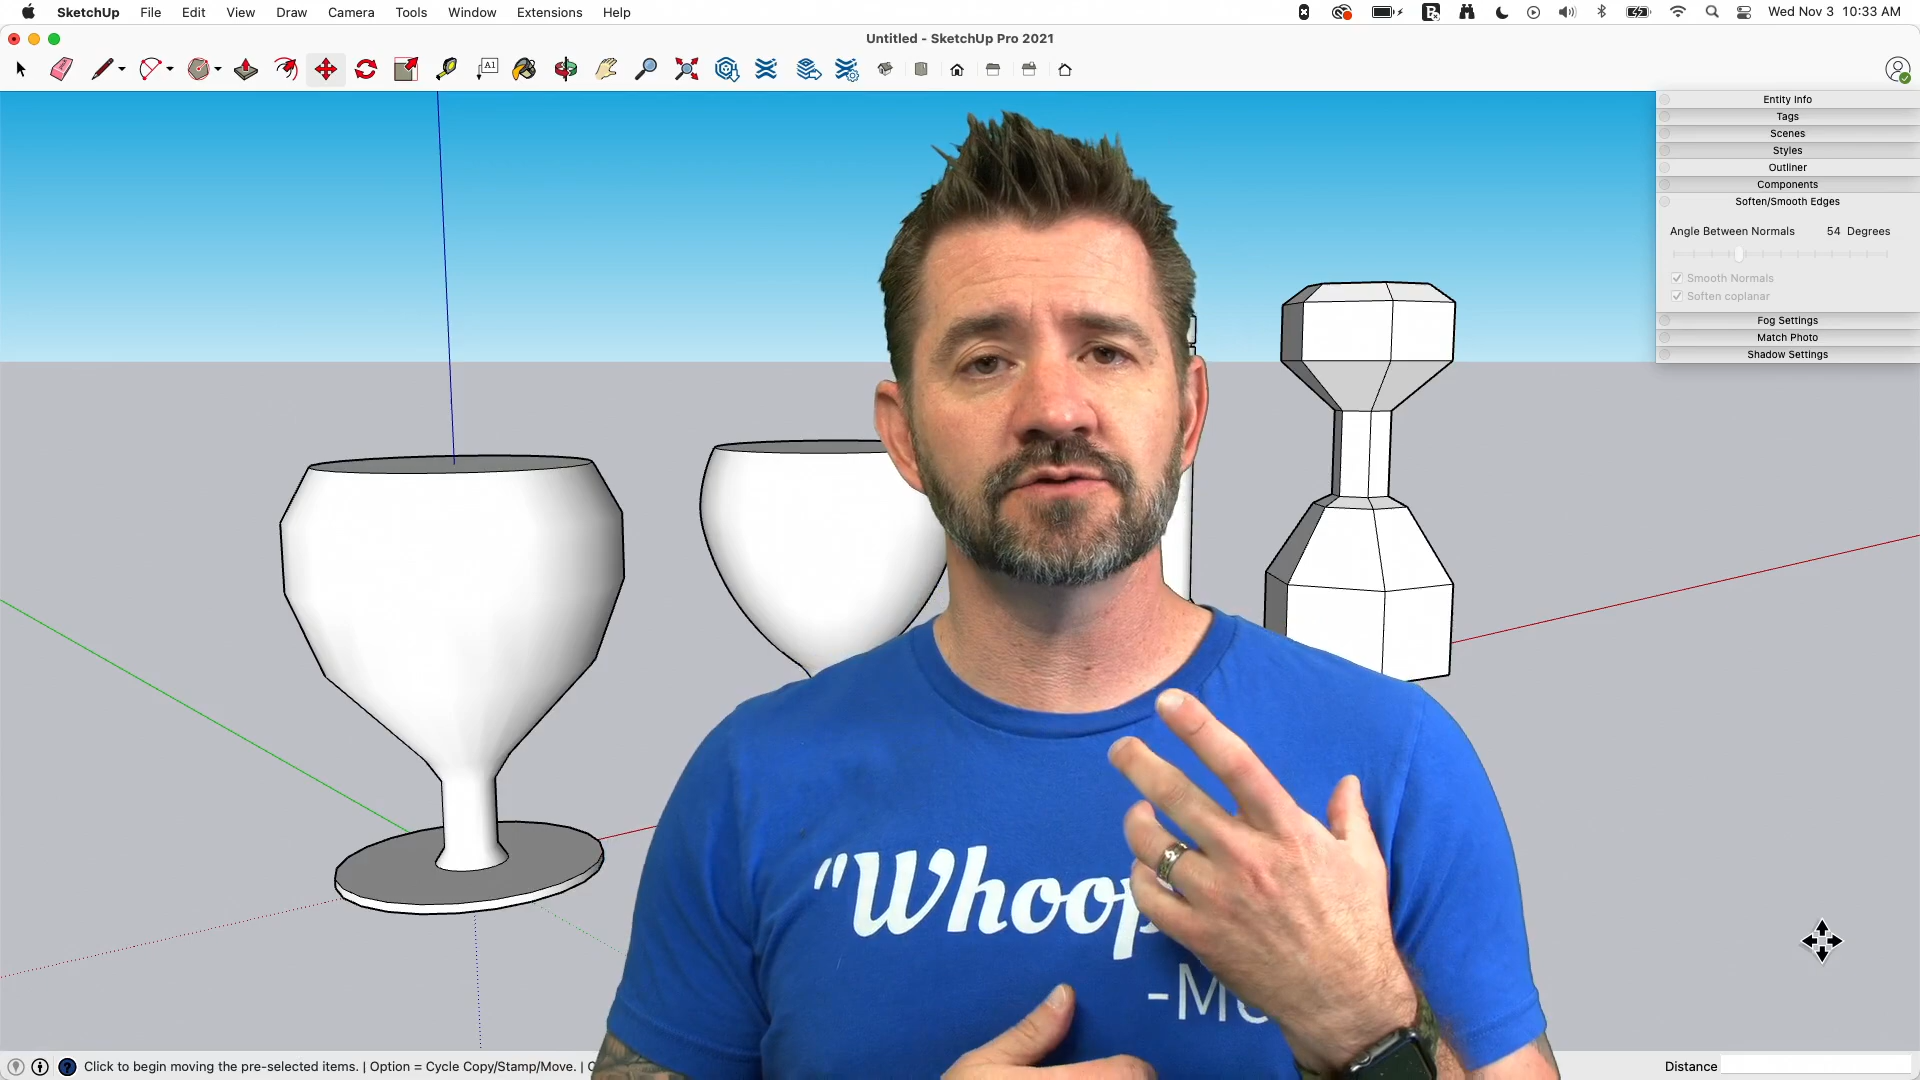 SketchUp File Edit View Draw Camera Tools Window Extensions Help Wed Nov 3 10:33 AM
Untitled - SketchUp Pro 2021
A1
Entity Info
Tags
Scenes
Styles
Outliner
Components
Soften/Smooth Edges
Angle Between Normals 54 Degrees
Smooth Normals
Soften coplanar
Fog Settings
Match Photo
Shadow Settings
"Whoop
-M
Click to begin moving the pre-selected items. | Option = Cycle Copy/Stamp/Move. |
Distance